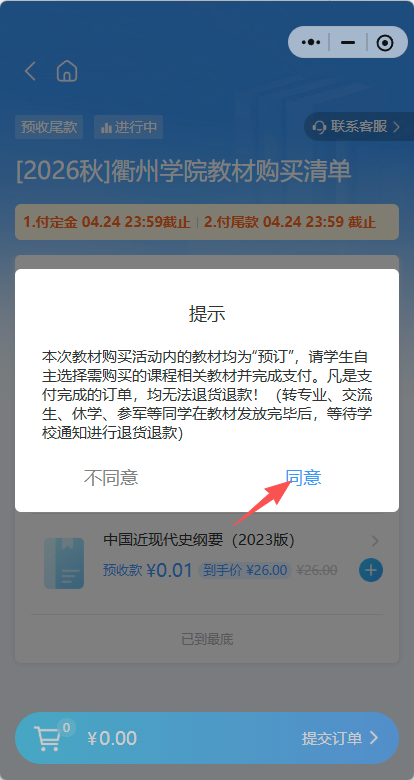 预收尾款 进行中
联系客服
[2026秋]衢州学院教材购买清单
1.付定金 04.24 23:59截止 | 2.付尾款 04.24 23:59 截止
提示
本次教材购买活动内的教材均为“预订”，请学生自
主选择需购买的课程相关教材并完成支付。凡是支
付完成的订单，均无法退货退款！（转专业、交流
生、休学、参军等同学在教材发放完毕后，等待学
校通知进行退货退款)
不同意 同意
中国近现代史纲要（2023版）
预收款 ¥0.01 到手价 ¥26.00 ¥26.00
已到最底
0
¥0.00 提交订单